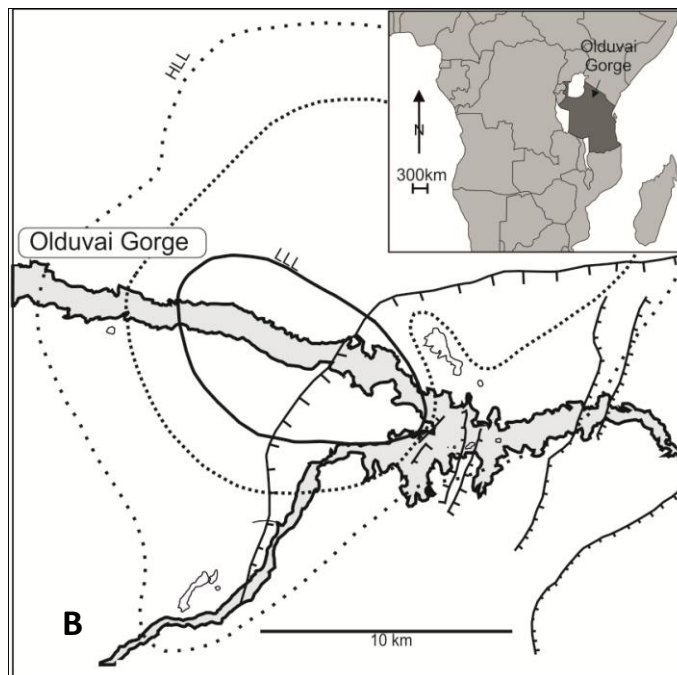 HLL
Olduvai
Gorge
N
300km
Olduvai Gorge
LLL
B
10 km